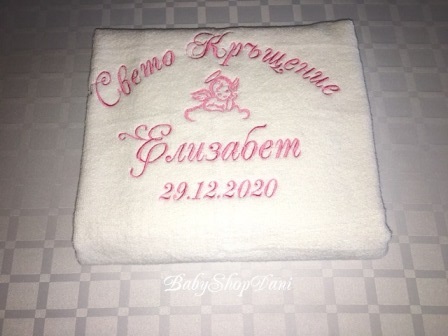 Свето Кръщение
Елизабет
29.12.2020
BabyShopDani